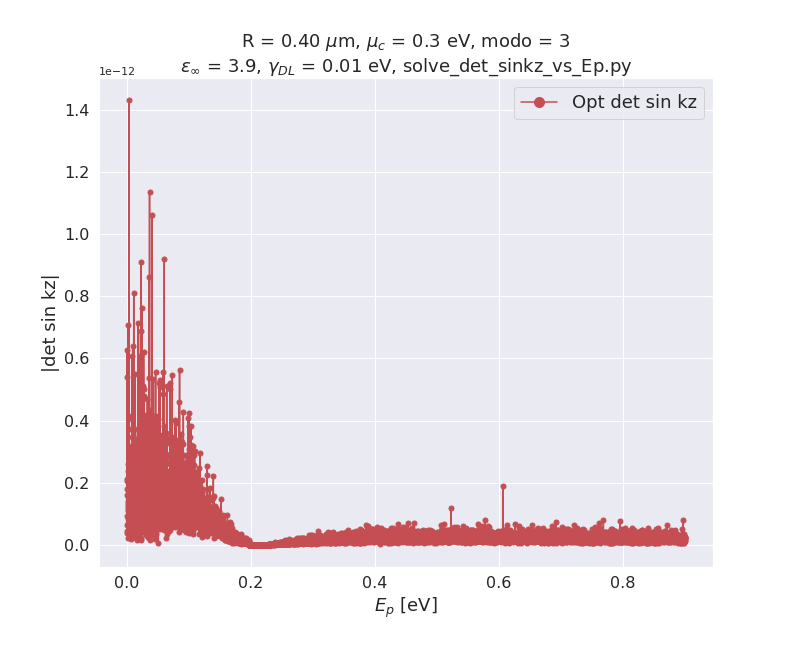 R = 0.40 μm, μ_c = 0.3 eV, modo = 3
ε_∞ = 3.9, γ_DL = 0.01 eV, solve_det_sinkz_vs_Ep.py
1e−12
Opt det sin kz
1.4
1.2
1.0
0.8
0.6
0.4
0.2
0.0
|det sin kz|
0.0 0.2 0.4 0.6 0.8
E_p [eV]